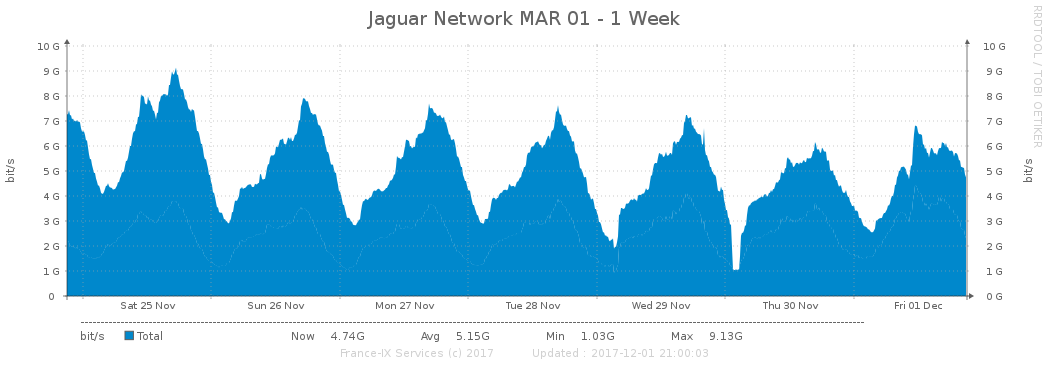 Jaguar Network MAR 01 - 1 Week
RRDTOOL / TOBI OETIKER
10 G 10 G
9 G 9 G
8 G 8 G
7 G 7 G
6 G 6 G
5 G 5 G
4 G 4 G
3 G 3 G
2 G 2 G
1 G 1 G
0 0 G
bit/s
bit/s
Sat 25 Nov Sun 26 Nov Mon 27 Nov Tue 28 Nov Wed 29 Nov Thu 30 Nov Fri 01 Dec
bit/s Total Now 4.74G Avg 5.15G Min 1.03G Max 9.13G
France-IX Services (c) 2017 Updated : 2017-12-01 21:00:03